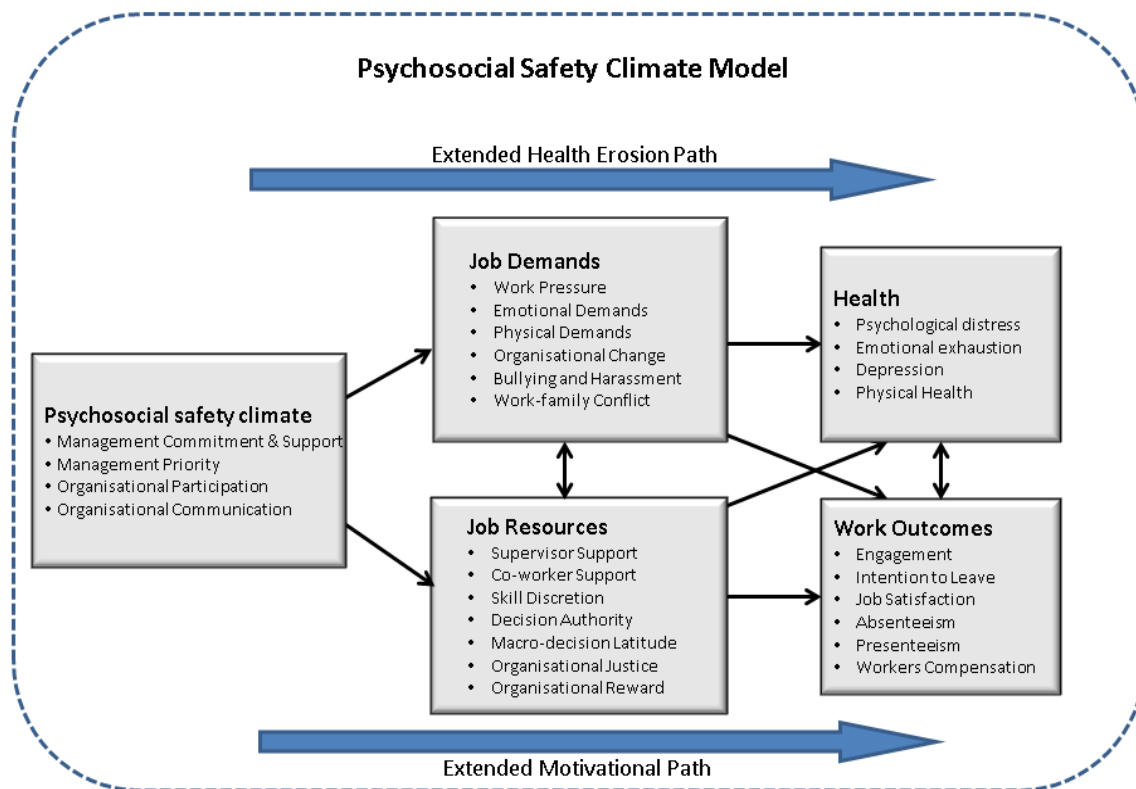 Psychosocial Safety Climate Model
Extended Health Erosion Path
Job Demands
• Work Pressure
• Emotional Demands
• Physical Demands
• Organisational Change
• Bullying and Harassment
• Work-family Conflict
Health
• Psychological distress
• Emotional exhaustion
• Depression
• Physical Health
Psychosocial safety climate
• Management Commitment & Support
• Management Priority
• Organisational Participation
• Organisational Communication
Job Resources
• Supervisor Support
• Co-worker Support
• Skill Discretion
• Decision Authority
• Macro-decision Latitude
• Organisational Justice
• Organisational Reward
Work Outcomes
• Engagement
• Intention to Leave
• Job Satisfaction
• Absenteeism
• Presenteeism
• Workers Compensation
Extended Motivational Path